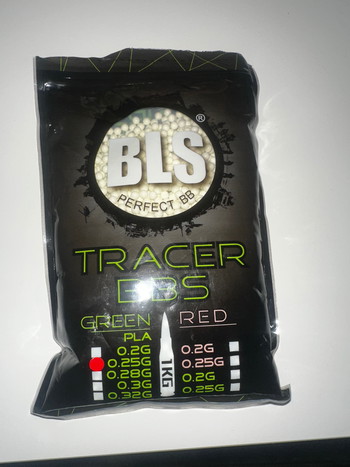 BLS
®
PERFECT BB
TRACER
BBS
GREEN RED
PLA
0.2G 0.2G
0.25G 0.25G
0.28G 0.2G
0.3G 0.25G
0.32G
1KG